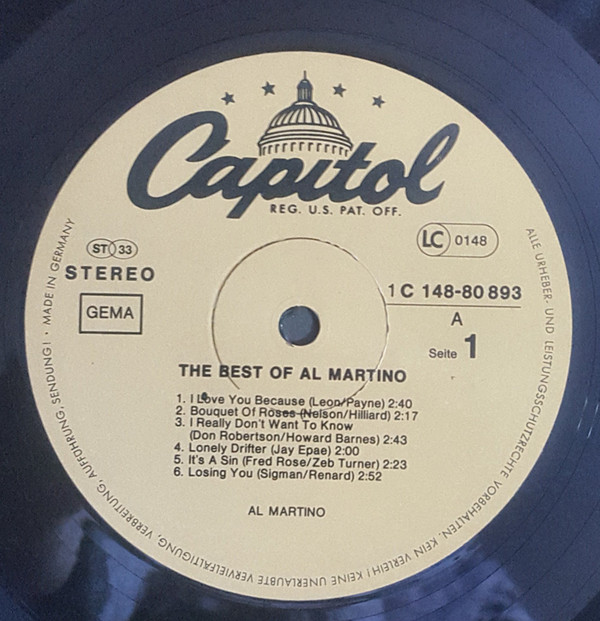 Capitol
REG. U.S. PAT. OFF.
LC 0148
ST 33
STEREO
GEMA
1 C 148-80 893
A
Seite 1
THE BEST OF AL MARTINO
1. I Love You Because (Leon/Payne) 2:40
2. Bouquet Of Roses (Nelson/Hilliard) 2:17
3. I Really Don't Want To Know
(Don Robertson/Howard Barnes) 2:43
4. Lonely Drifter (Jay Epae) 2:00
5. It's A Sin (Fred Rose/Zeb Turner) 2:23
6. Losing You (Sigman/Renard) 2:52
AL MARTINO
ALLE URHEBER- UND LEISTUNGSSCHUTZRECHTE VORBEHALTEN. KEIN VERLEIH! KEINE UNERLAUBTE VERVIELFÄLTIGUNG, VERBREITUNG, AUFFÜHRUNG, SENDUNG! · MADE IN GERMANY